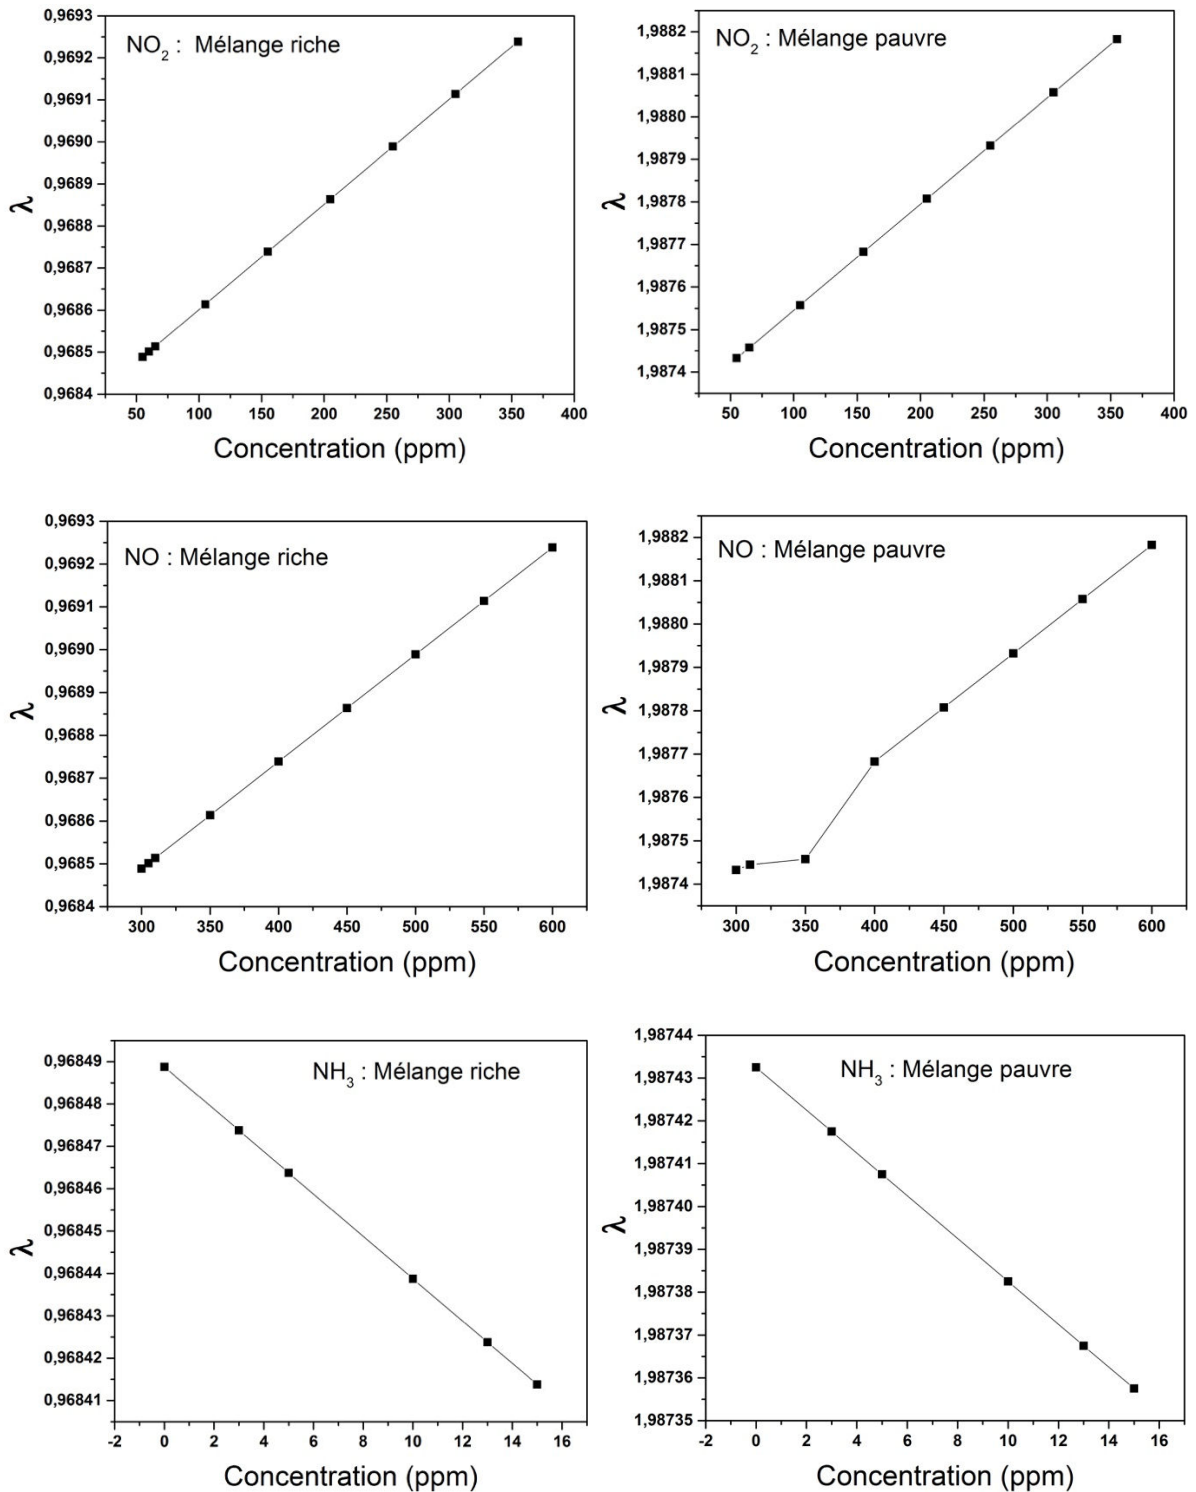 NO2 : Mélange riche
0,9693
0,9692
0,9691
0,9690
0,9689
0,9688
0,9687
0,9686
0,9685
0,9684
λ
50 100 150 200 250 300 350 400
Concentration (ppm)
NO2 : Mélange pauvre
1,9882
1,9881
1,9880
1,9879
1,9878
1,9877
1,9876
1,9875
1,9874
λ
50 100 150 200 250 300 350 400
Concentration (ppm)
NO : Mélange riche
0,9693
0,9692
0,9691
0,9690
0,9689
0,9688
0,9687
0,9686
0,9685
0,9684
λ
300 350 400 450 500 550 600
Concentration (ppm)
NO : Mélange pauvre
1,9882
1,9881
1,9880
1,9879
1,9878
1,9877
1,9876
1,9875
1,9874
λ
300 350 400 450 500 550 600
Concentration (ppm)
NH3 : Mélange riche
0,96849
0,96848
0,96847
0,96846
0,96845
0,96844
0,96843
0,96842
0,96841
λ
-2 0 2 4 6 8 10 12 14 16
Concentration (ppm)
NH3 : Mélange pauvre
1,98744
1,98743
1,98742
1,98741
1,98740
1,98739
1,98738
1,98737
1,98736
1,98735
λ
-2 0 2 4 6 8 10 12 14 16
Concentration (ppm)